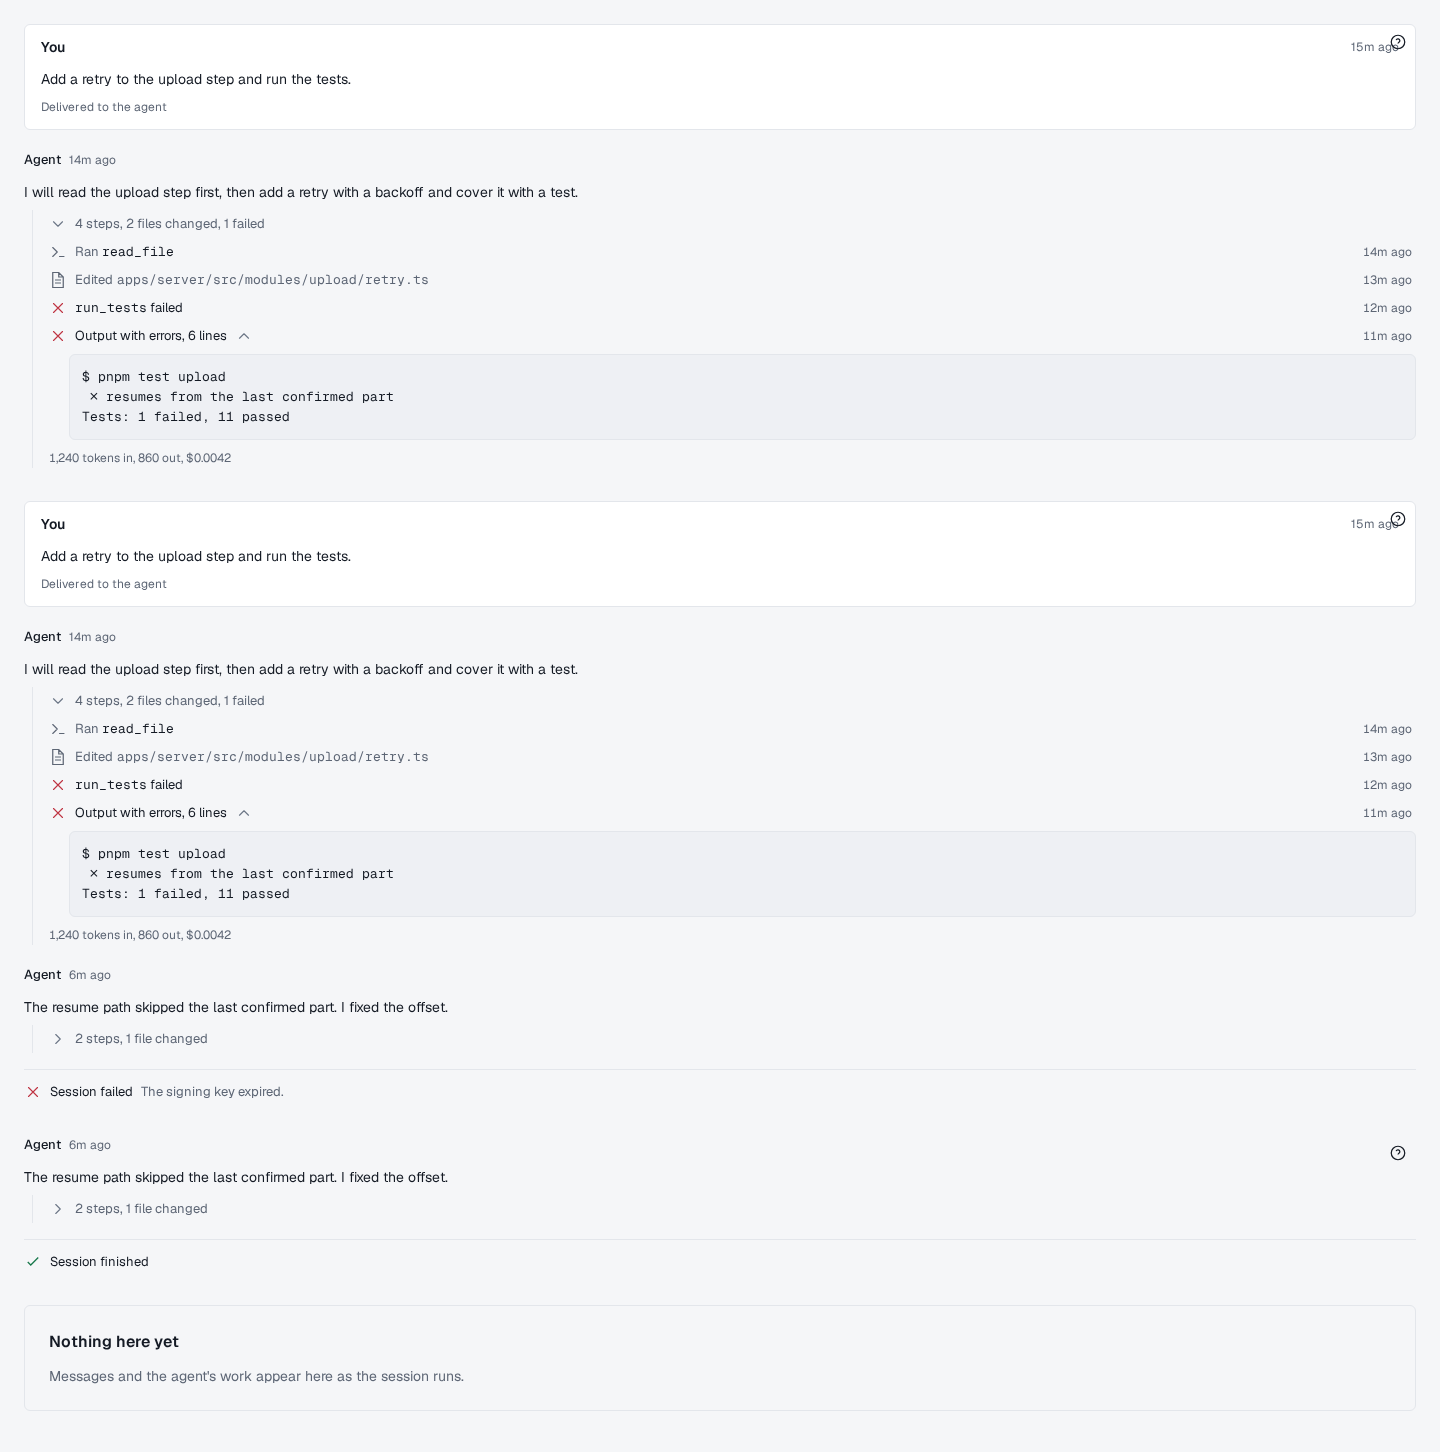 You 15m ago
Add a retry to the upload step and run the tests.
Delivered to the agent
Agent 14m ago
I will read the upload step first, then add a retry with a backoff and cover it with a test.
4 steps, 2 files changed, 1 failed
Ran read_file 14m ago
Edited apps/server/src/modules/upload/retry.ts 13m ago
run_tests failed 12m ago
Output with errors, 6 lines 11m ago
$ pnpm test upload
× resumes from the last confirmed part
Tests: 1 failed, 11 passed
1,240 tokens in, 860 out, $0.0042
You 15m ago
Add a retry to the upload step and run the tests.
Delivered to the agent
Agent 14m ago
I will read the upload step first, then add a retry with a backoff and cover it with a test.
4 steps, 2 files changed, 1 failed
Ran read_file 14m ago
Edited apps/server/src/modules/upload/retry.ts 13m ago
run_tests failed 12m ago
Output with errors, 6 lines 11m ago
$ pnpm test upload
× resumes from the last confirmed part
Tests: 1 failed, 11 passed
1,240 tokens in, 860 out, $0.0042
Agent 6m ago
The resume path skipped the last confirmed part. I fixed the offset.
2 steps, 1 file changed
Session failed The signing key expired.
Agent 6m ago
The resume path skipped the last confirmed part. I fixed the offset.
2 steps, 1 file changed
Session finished
Nothing here yet
Messages and the agent's work appear here as the session runs.